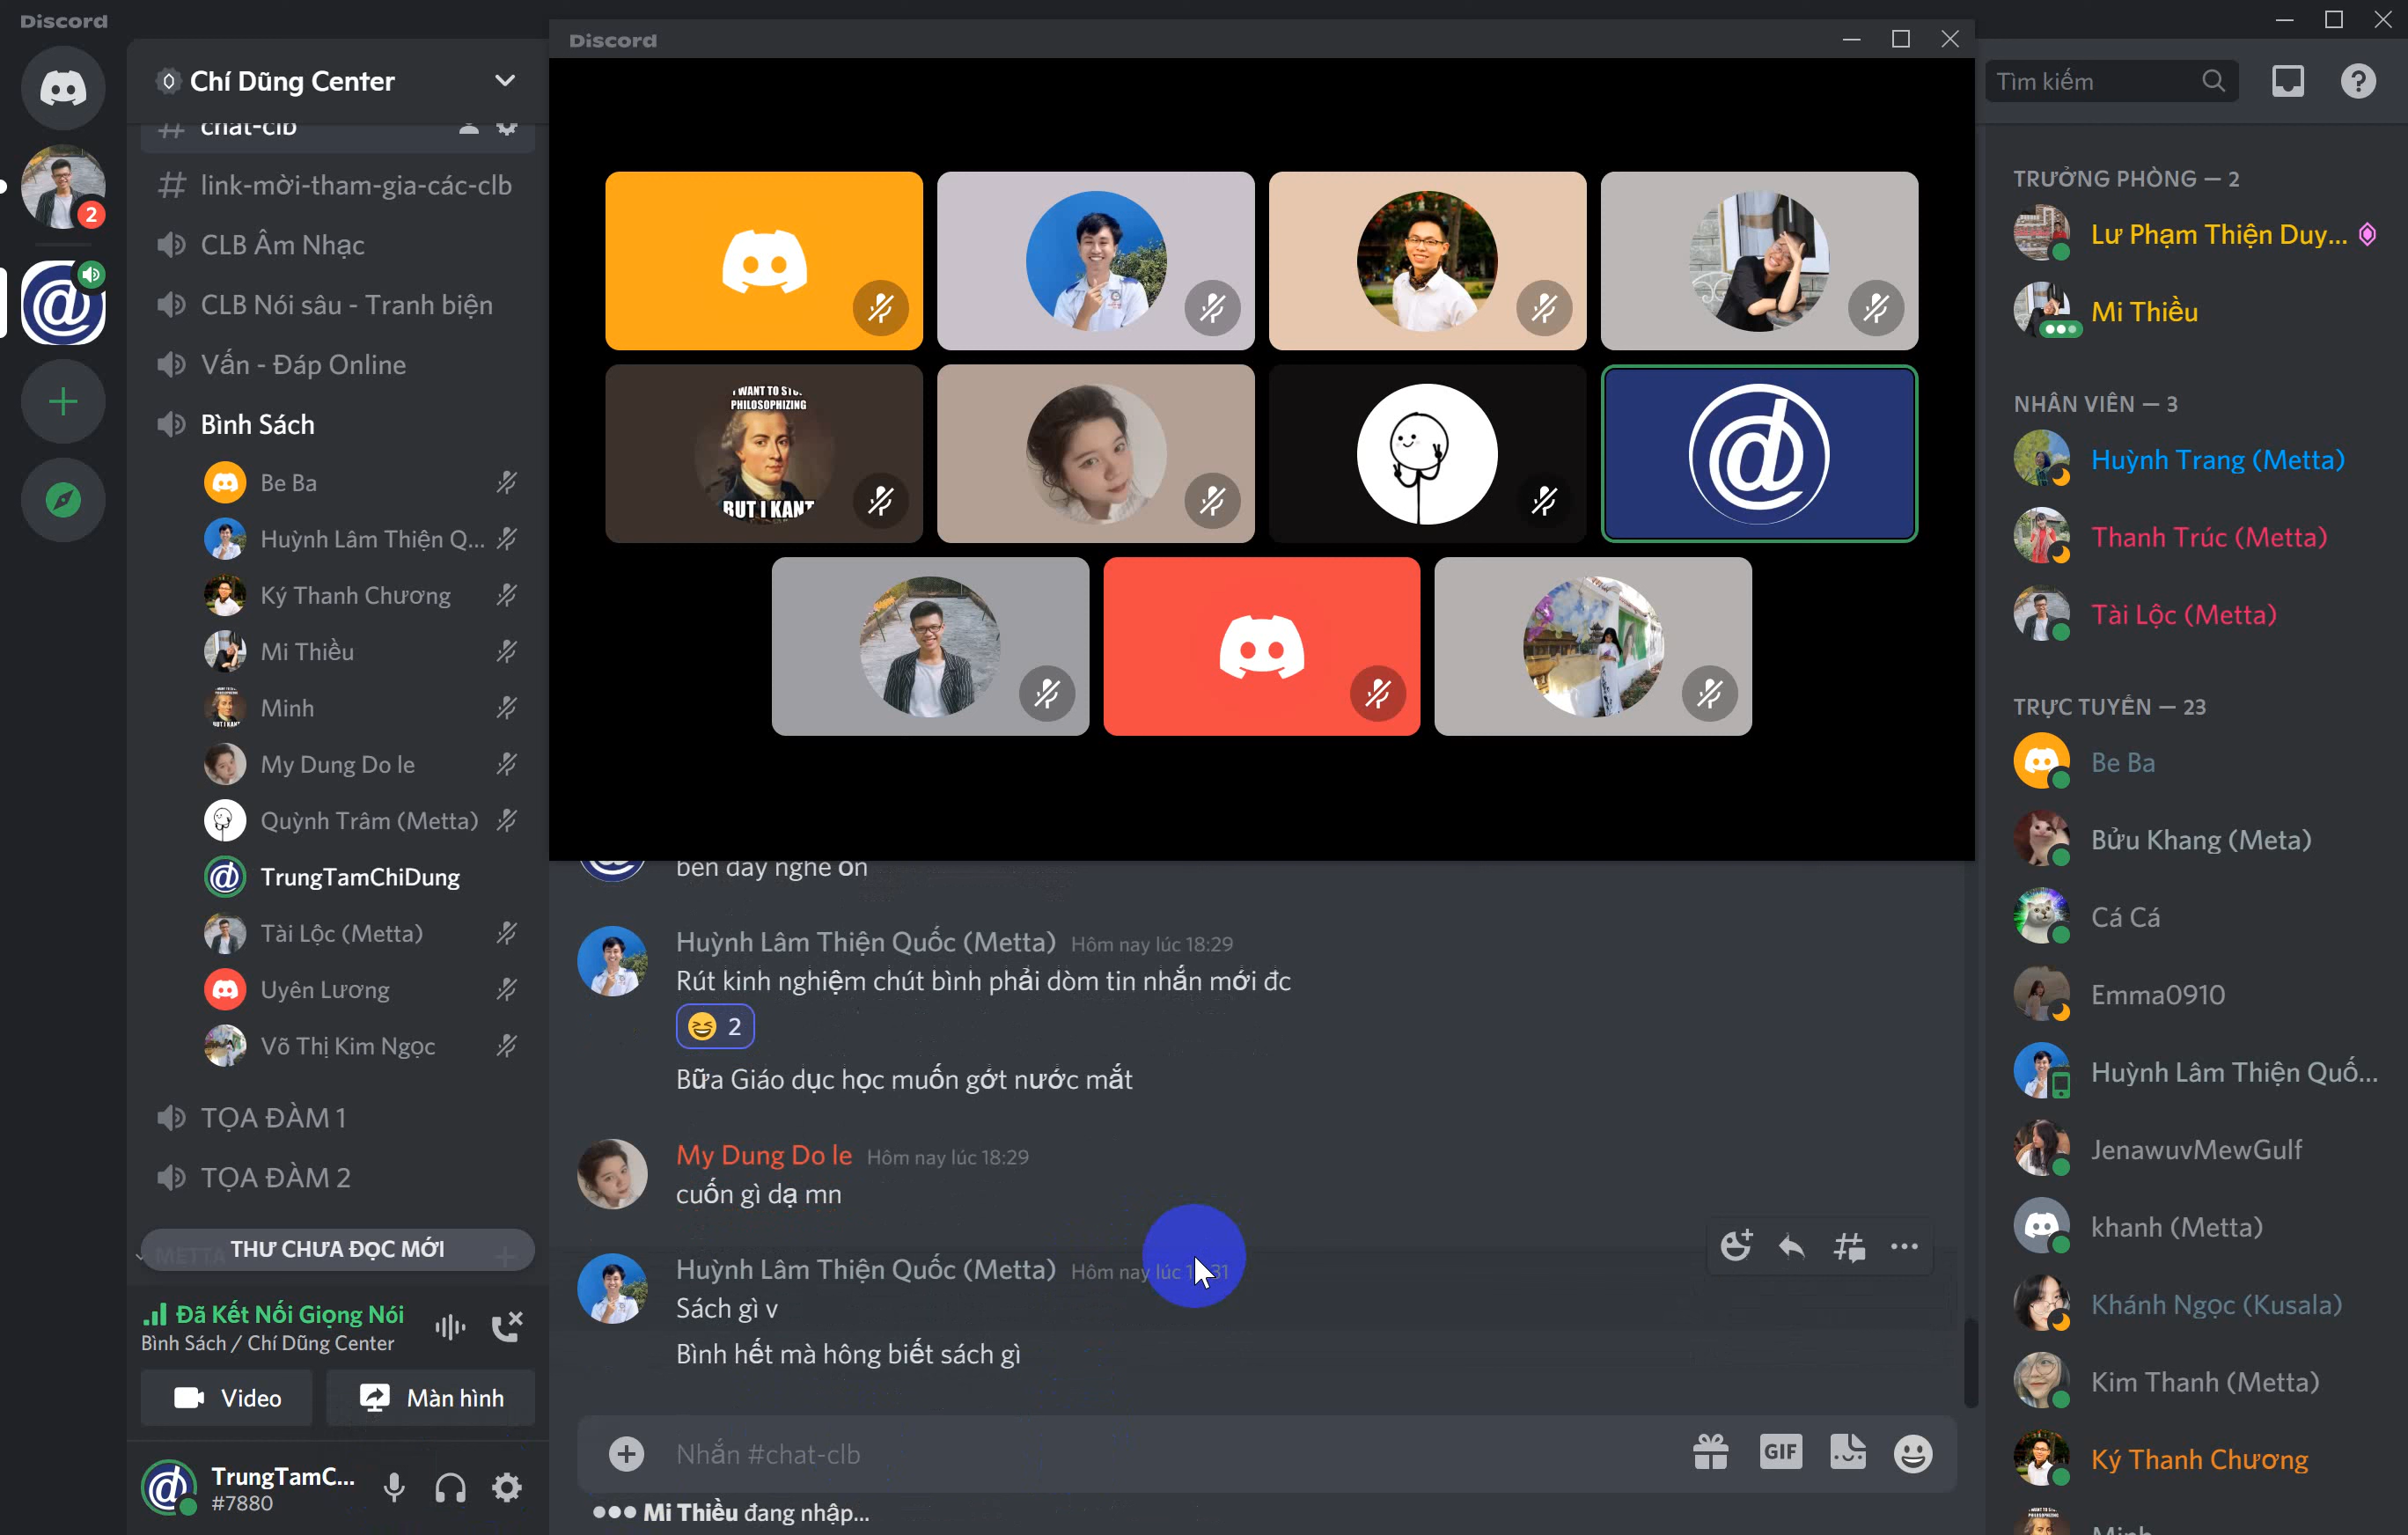 Discord
Chí Dũng Center
chat-clb
link-mời-tham-gia-các-clb
CLB Âm Nhạc
CLB Nói sâu - Tranh biện
Vấn - Đáp Online
Bình Sách
Be Ba
Huỳnh Lâm Thiện Q...
Ký Thanh Chương
Mi Thiều
Minh
My Dung Do le
Quỳnh Trâm (Metta)
TrungTamChiDung
Tài Lộc (Metta)
Uyên Lương
Võ Thị Kim Ngọc
TỌA ĐÀM 1
TỌA ĐÀM 2
METTA
THƯ CHƯA ĐỌC MỚI
Đã Kết Nối Giọng Nói
Bình Sách / Chí Dũng Center
Video
Màn hình
TrungTamC...
#7880
2
Discord
I WANT TO STO.
PHILOSOPHIZING
BUT I KANT
bên đây nghe ổn
Huỳnh Lâm Thiện Quốc (Metta) Hôm nay lúc 18:29
Rút kinh nghiệm chút bình phải dòm tin nhắn mới đc
2
Bữa Giáo dục học muốn gớt nước mắt
My Dung Do le Hôm nay lúc 18:29
cuốn gì dạ mn
Huỳnh Lâm Thiện Quốc (Metta) Hôm nay lúc
Sách gì v
Bình hết mà hông biết sách gì
Nhắn #chat-clb
GIF
Mi Thiều đang nhập...
Tìm kiếm
TRƯỞNG PHÒNG — 2
Lư Phạm Thiện Duy...
Mi Thiều
NHÂN VIÊN — 3
Huỳnh Trang (Metta)
Thanh Trúc (Metta)
Tài Lộc (Metta)
TRỰC TUYẾN — 23
Be Ba
Bửu Khang (Meta)
Cá Cá
Emma0910
Huỳnh Lâm Thiện Quố...
JenawuvMewGulf
khanh (Metta)
Khánh Ngọc (Kusala)
Kim Thanh (Metta)
Ký Thanh Chương
Minh